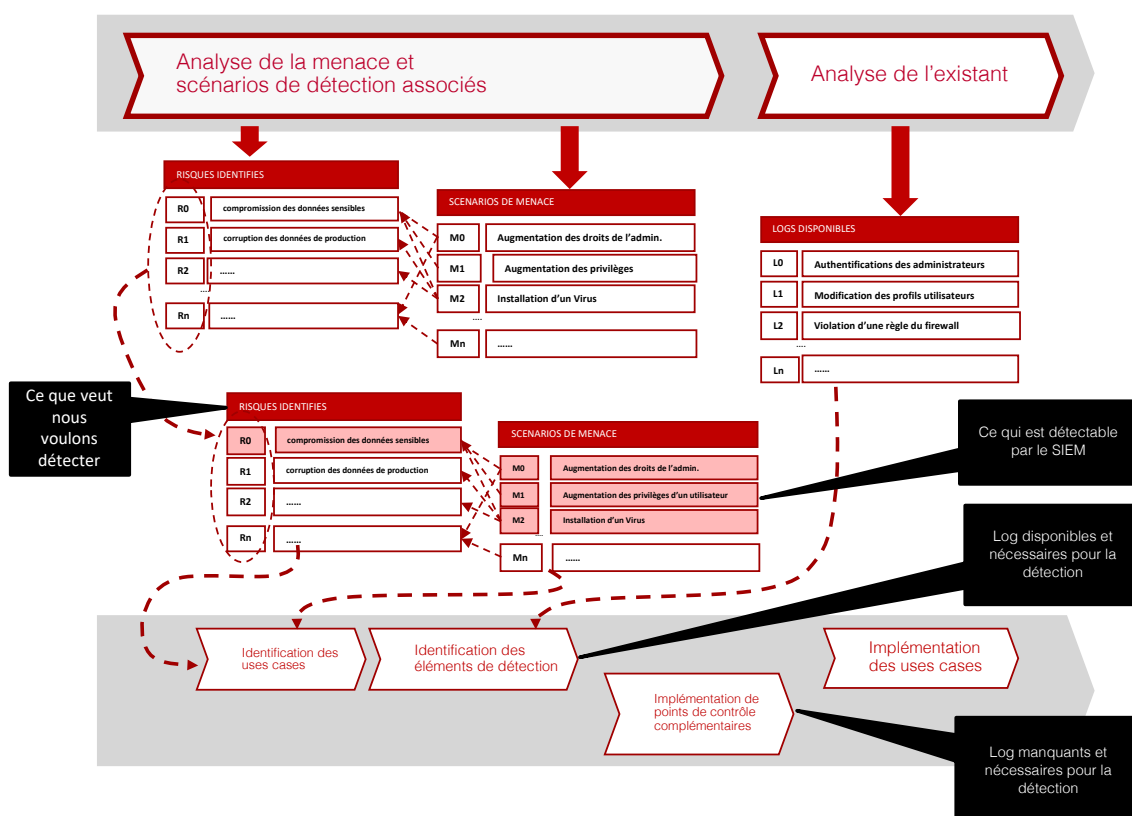 Analyse de la menace et
scénarios de détection associés
Analyse de l'existant
RISQUES IDENTIFIES
R0 compromission des données sensibles
R1 corruption des données de production
R2 ......
....
Rn ......
SCENARIOS DE MENACE
M0 Augmentation des droits de l'admin.
M1 Augmentation des privilèges
M2 Installation d'un Virus
....
Mn ......
LOGS DISPONIBLES
L0 Authentifications des administrateurs
L1 Modification des profils utilisateurs
L2 Violation d'une règle du firewall
....
Ln ......
Ce que veut
nous
voulons
détecter
RISQUES IDENTIFIES
R0 compromission des données sensibles
R1 corruption des données de production
R2 ......
Rn ......
SCENARIOS DE MENACE
M0 Augmentation des droits de l'admin.
M1 Augmentation des privilèges d'un utilisateur
M2 Installation d'un Virus
....
Mn ......
Ce qui est détectable
par le SIEM
Log disponibles et
nécessaires pour la
détection
Identification des
uses cases
Identification des
éléments de détection
Implémentation de
points de contrôle
complémentaires
Implémentation
des uses cases
Log manquants et
nécessaires pour la
détection